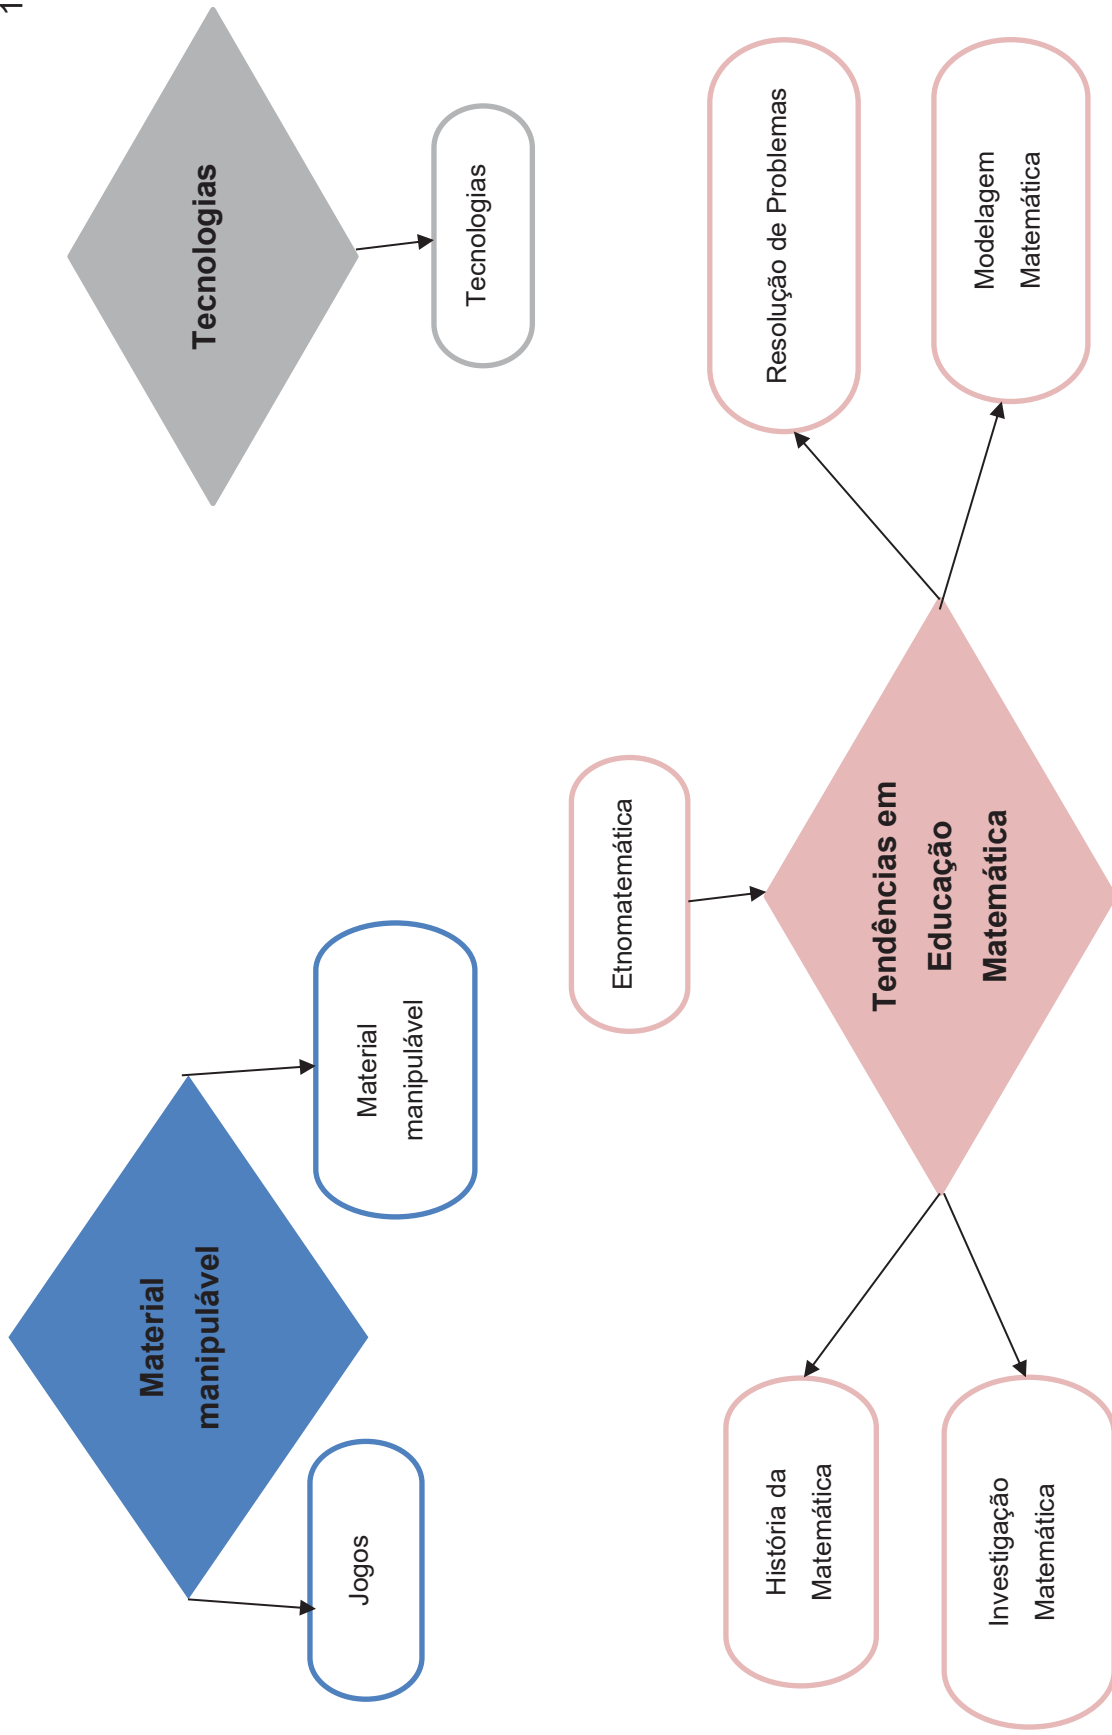 1
Material
manipulável
Tecnologias
Jogos
Material
manipulável
Tecnologias
Etnomatemática
História da
Matemática
Resolução de Problemas
Tendências em
Educação
Matemática
Investigação
Matemática
Modelagem
Matemática